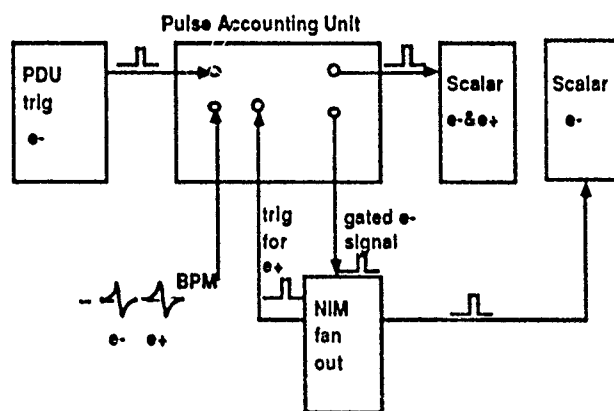 Pulse Accounting Unit
PDU
trig
e-
Scalar
e-&e+
Scalar
e-
trig
for
e+
gated e-
signal
BPM
e- e+
NIM
fan
out